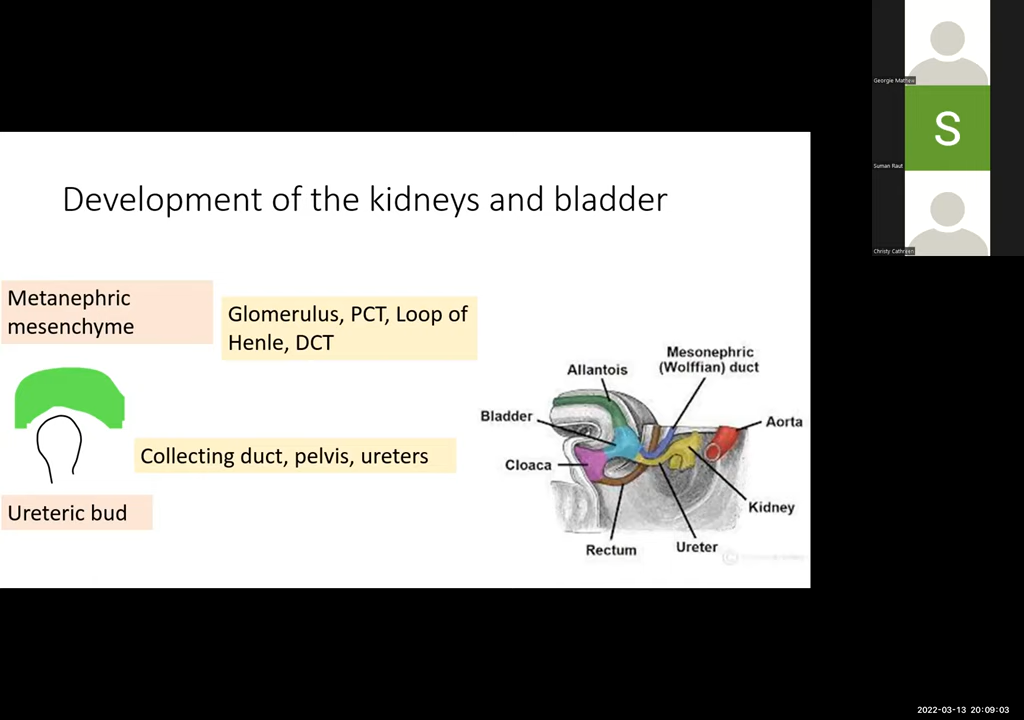 Georgie Mathew
S
Suman Raut
Christy Cathreen
Development of the kidneys and bladder
Metanephric
mesenchyme
Glomerulus, PCT, Loop of
Henle, DCT
Collecting duct, pelvis, ureters
Ureteric bud
Allantois
Mesonephric
(Wolffian) duct
Bladder
Aorta
Cloaca
Kidney
Rectum
Ureter
2022-03-13 20:09:03